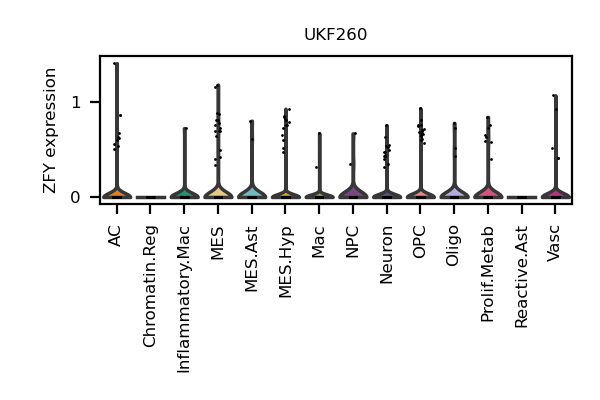 UKF260
ZFY expression
1
0
AC
Chromatin.Reg
Inflammatory.Mac
MES
MES.Ast
MES.Hyp
Mac
NPC
Neuron
OPC
Oligo
Prolif.Metab
Reactive.Ast
Vasc